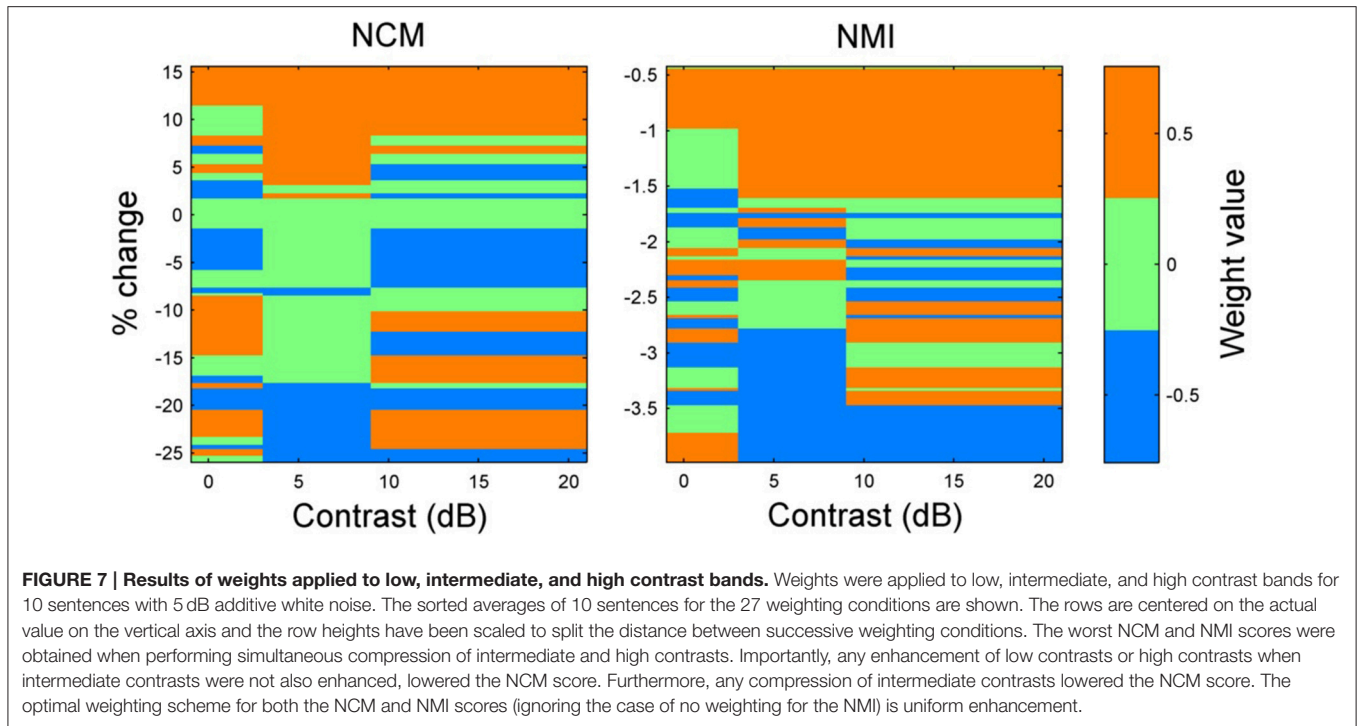 NCM
NMI
15
10
5
0
-5
-10
-15
-20
-25
% change
0
5
10
15
20
Contrast (dB)
-0.5
-1
-1.5
-2
-2.5
-3
-3.5
0
5
10
15
20
Contrast (dB)
0.5
0
-0.5
Weight value
FIGURE 7 | Results of weights applied to low, intermediate, and high contrast bands. Weights were applied to low, intermediate, and high contrast bands for
10 sentences with 5 dB additive white noise. The sorted averages of 10 sentences for the 27 weighting conditions are shown. The rows are centered on the actual
value on the vertical axis and the row heights have been scaled to split the distance between successive weighting conditions. The worst NCM and NMI scores were
obtained when performing simultaneous compression of intermediate and high contrasts. Importantly, any enhancement of low contrasts or high contrasts when
intermediate contrasts were not also enhanced, lowered the NCM score. Furthermore, any compression of intermediate contrasts lowered the NCM score. The
optimal weighting scheme for both the NCM and NMI scores (ignoring the case of no weighting for the NMI) is uniform enhancement.